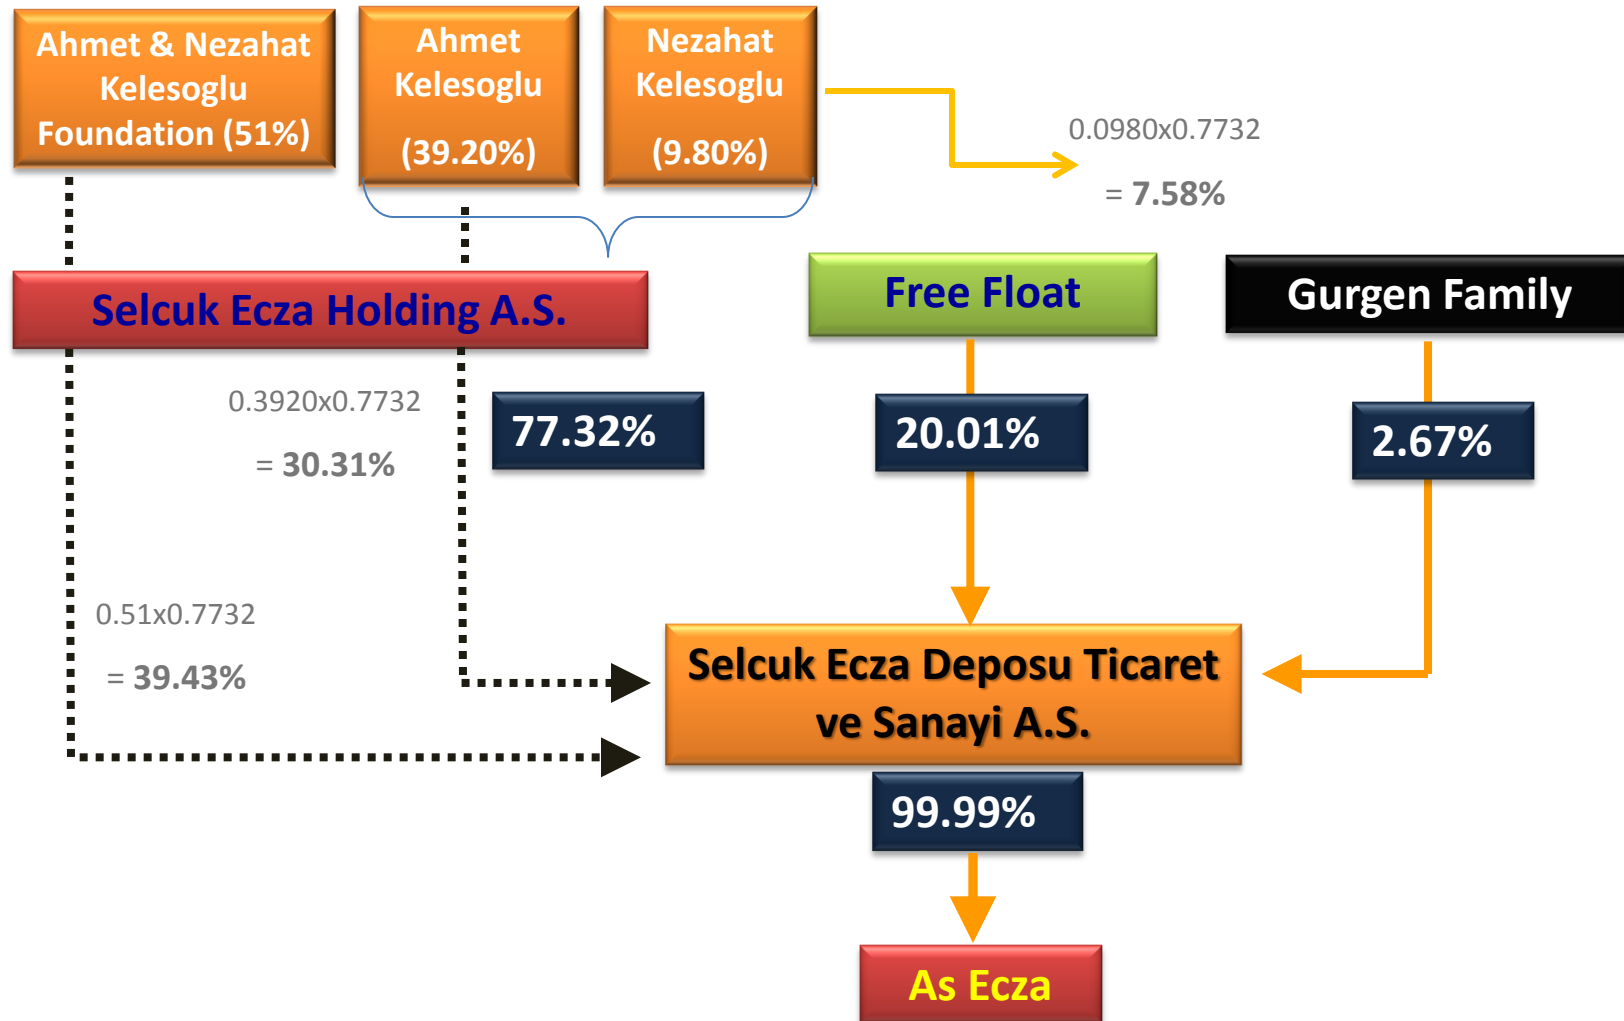 Ahmet & Nezahat
Kelesoglu
Foundation (51%)
Ahmet
Kelesoglu
(39.20%)
Nezahat
Kelesoglu
(9.80%)
0.0980x0.7732
= 7.58%
Selcuk Ecza Holding A.S.
Free Float
Gurgen Family
0.3920x0.7732
= 30.31%
77.32%
20.01%
2.67%
0.51x0.7732
= 39.43%
Selcuk Ecza Deposu Ticaret
ve Sanayi A.S.
99.99%
As Ecza